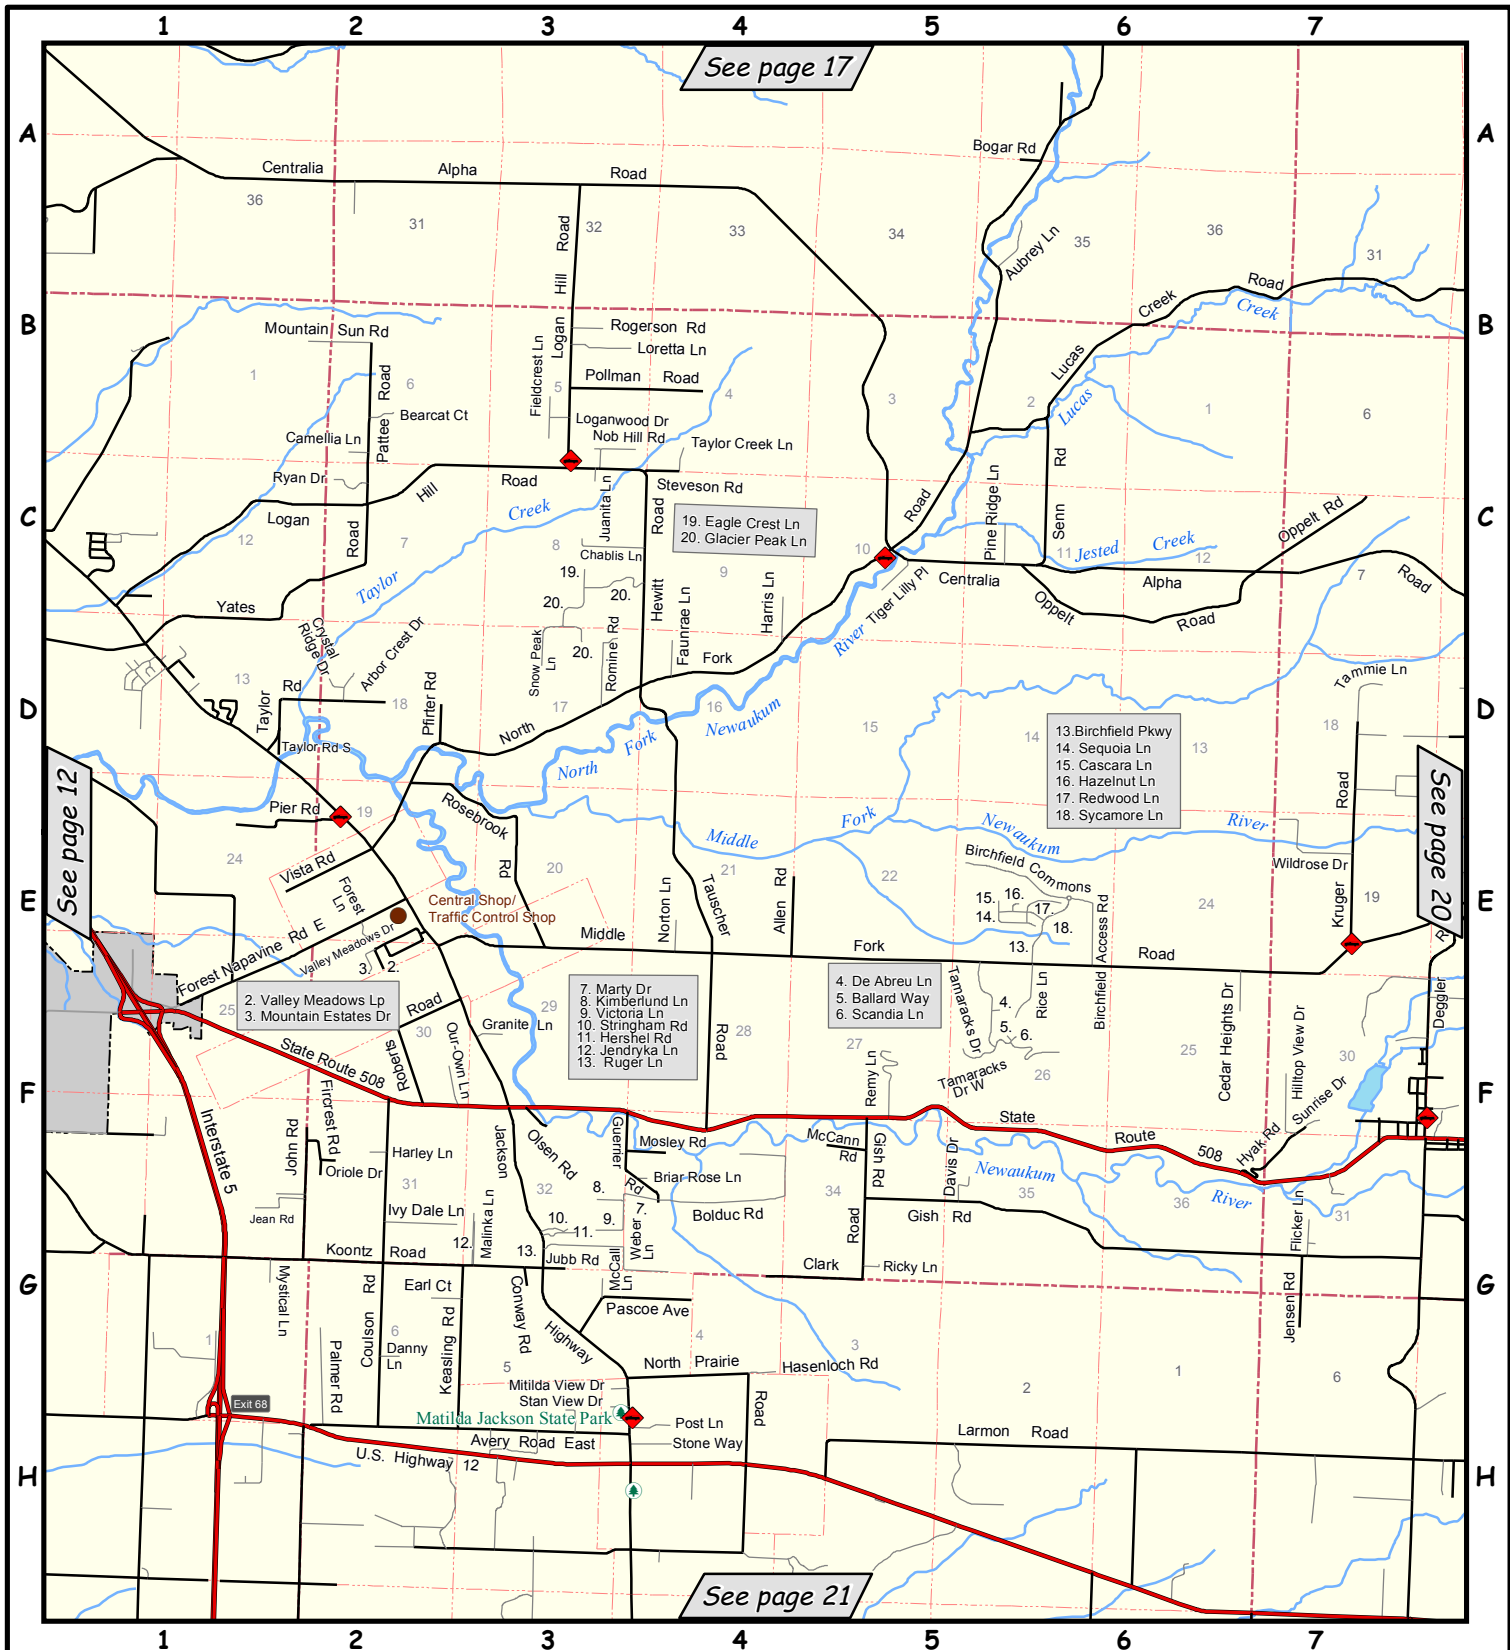 1 2 3 4 5 6 7
See page 17
A A
Bogar Rd
Centralia Alpha Road
36 31 32 33 34 35 36 31
Aubrey Ln
Logan Hill Road
Creek Road
Creek
B B
Mountain Sun Rd
Rogerson Rd
Loretta Ln
Fieldcrest Ln
Pollman Road
Lucas
Lucas
1 6 5 4 3 2 1 6
Pattee Road
Bearcat Ct
Loganwood Dr
Nob Hill Rd
Taylor Creek Ln
Camellia Ln
Ryan Dr
Hill Road
Steveson Rd
Juanita Ln
Pine Ridge Ln
Senn Rd
Oppelt Rd
C C
Logan
Creek
Road
19. Eagle Crest Ln
20. Glacier Peak Ln
Road
12 7 8 9 10 11 12 7
Jested Creek
Chablis Ln
19.
20.
20.
20.
Taylor
Yates
Hewitt Road
Harris Ln
Tiger Lilly Pl
Centralia Alpha Road
Oppelt Road
Crystal
Ridge Dr
Arbor Crest Dr
Snow Peak
Ln
Romine Rd
Faunrae Ln
Fork
River
Tammie Ln
13 18 17 16 15 14 13 18
Taylor Rd
Pfirter Rd
D D
Taylor Rd S
North
Fork
Newaukum
North
13.Birchfield Pkwy
14. Sequoia Ln
15. Cascara Ln
16. Hazelnut Ln
17. Redwood Ln
18. Sycamore Ln
See page 12
See page 20
Pier Rd
19
Rosebrook Rd
Middle
Fork
Newaukum
River
Kruger Road
24 20 21 22 24 19
Vista Rd
Birchfield Commons
Wildrose Dr
E E
Forest
Ln
Central Shop/
Traffic Control Shop
Norton Ln
Tauscher Road
Allen Rd
15. 16.
14. 17.
18.
13.
Birchfield Access Rd
Forest Napavine Rd E
Valley Meadows Dr
3. 2.
Middle Fork Road
2. Valley Meadows Lp
3. Mountain Estates Dr
7. Marty Dr
8. Kimberlund Ln
9. Victoria Ln
10. Stringham Rd
11. Hershel Rd
12. Jendryka Ln
13. Ruger Ln
4. De Abreu Ln
5. Ballard Way
6. Scandia Ln
Tamaracks Dr
Rice Ln
4.
5.
6.
Cedar Heights Dr
Hilltop View Dr
Deggler
25 30 29 28 27 26 25 30
Roberts Road
Our-Own Ln
Granite Ln
State Route 508
Remy Ln
Tamaracks
Dr W
Sunrise Dr
F F
Interstate 5
Fircrest Rd
John Rd
Oriole Dr
Harley Ln
Jackson Highway
Olsen Rd
Guerrier Rd
Mosley Rd
Briar Rose Ln
McCann
Rd
Gish Rd
Davis Dr
State Route 508
Hyak Rd
Newaukum
River
31 32 34 35 36 31
Jean Rd
Ivy Dale Ln
12.
Malinka Ln
8.
9.
10.
11.
7.
13.
Weber
Ln
Bolduc Rd
Road
Gish Rd
Flicker Ln
Koontz Road
Jubb Rd
McCall
Ln
Clark
Ricky Ln
G G
Mystical Ln
Coulson Rd
Earl Ct
Conway Rd
Pascoe Ave
Jensen Rd
1 6 5 4 3 2 1 6
Palmer Rd
Danny
Ln
Keasling Rd
North Prairie Road
Hasenloch Rd
Mitilda View Dr
Stan View Dr
Exit 68
Matilda Jackson State Park
Post Ln
Stone Way
Avery Road East
Larmon Road
U.S. Highway 12
H H
See page 21
1 2 3 4 5 6 7